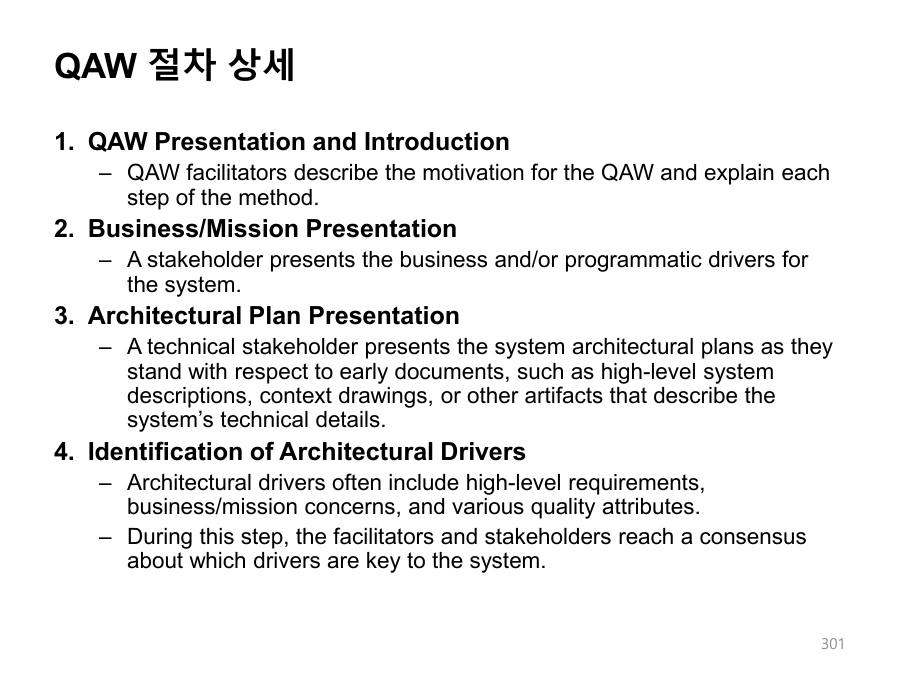 QAW 절차 상세
1. QAW Presentation and Introduction
– QAW facilitators describe the motivation for the QAW and explain each
step of the method.
2. Business/Mission Presentation
– A stakeholder presents the business and/or programmatic drivers for
the system.
3. Architectural Plan Presentation
– A technical stakeholder presents the system architectural plans as they
stand with respect to early documents, such as high-level system
descriptions, context drawings, or other artifacts that describe the
system’s technical details.
4. Identification of Architectural Drivers
– Architectural drivers often include high-level requirements,
business/mission concerns, and various quality attributes.
– During this step, the facilitators and stakeholders reach a consensus
about which drivers are key to the system.
301